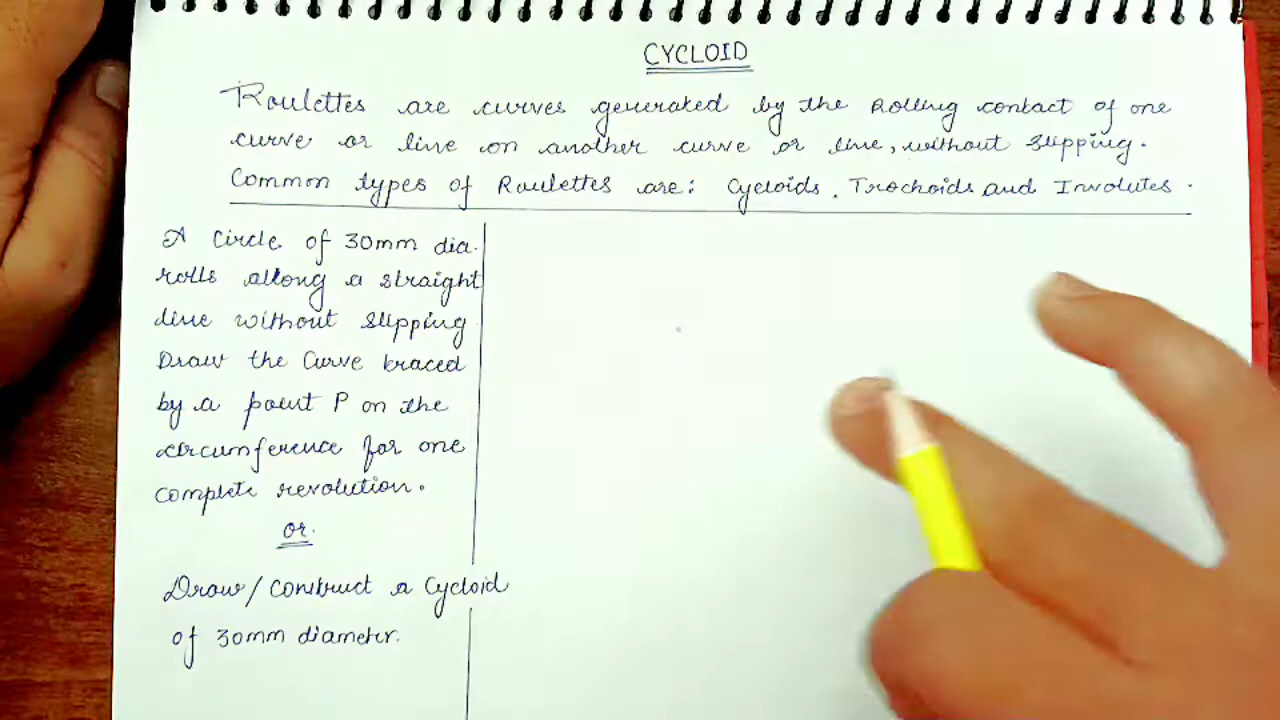 CYCLOID
Roulettes are curves generated by the Rolling contact of one
curve or line on another curve or line, without slipping.
Common types of Roulettes are: Cycloids, Trochoids and Involutes.
A Circle of 30mm dia.
rolls allong a straight
line without slipping
Draw the Curve traced
by a point P on the
circumference for one
complete revolution.
or.
Draw/construct a Cycloid
of 30mm diameter.